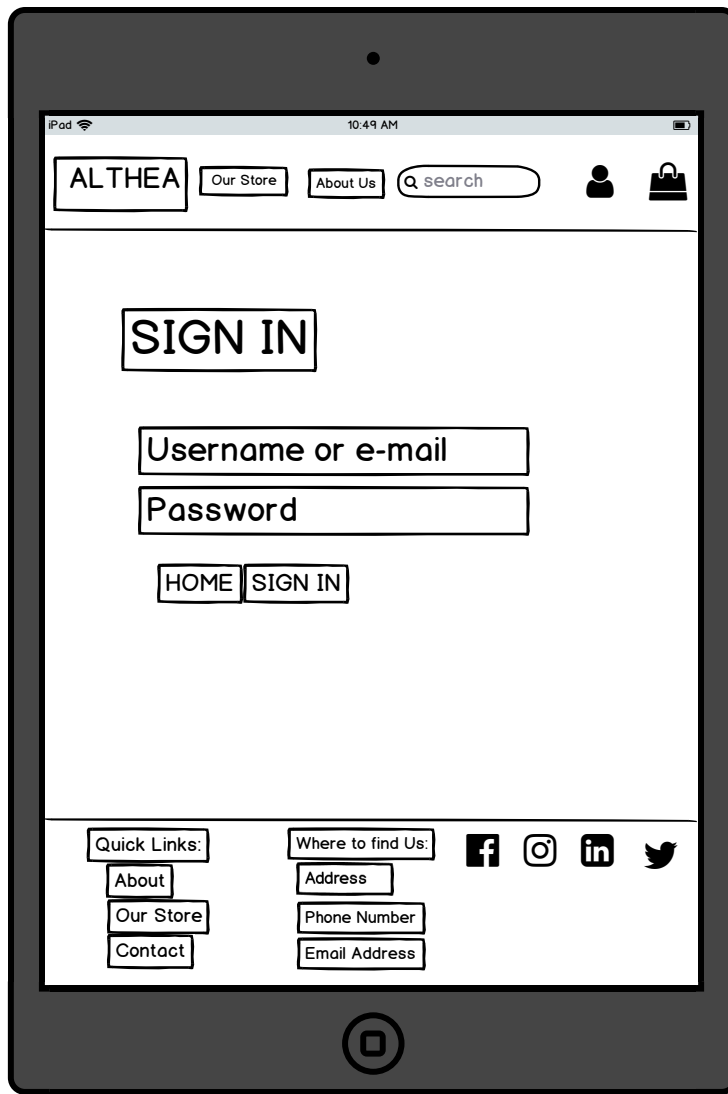 iPad 10:49 AM
ALTHEA Our Store About Us search
SIGN IN
Username or e-mail
Password
HOME SIGN IN
Quick Links:
About
Our Store
Contact
Where to find Us:
Address
Phone Number
Email Address